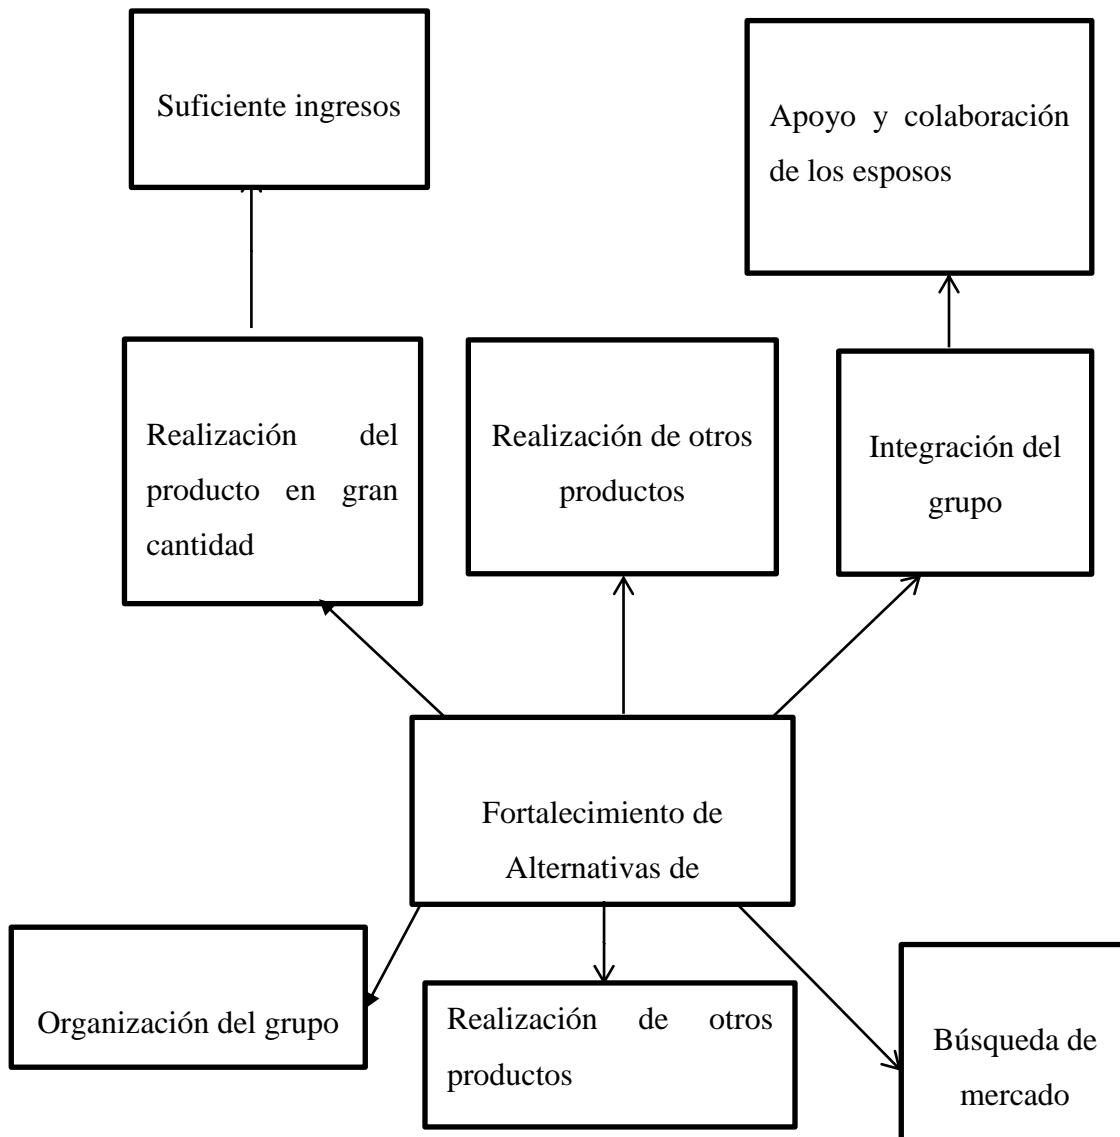 Suficiente ingresos
Apoyo y colaboración
de los esposos
Realización del
producto en gran
cantidad
Realización de otros
productos
Integración del
grupo
Fortalecimiento de
Alternativas de
Organización del grupo
Realización de otros
productos
Búsqueda de
mercado